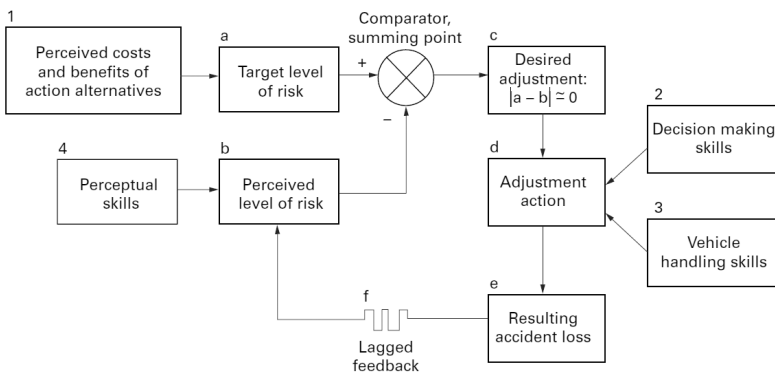 1
Perceived costs
and benefits of
action alternatives
a
Target level
of risk
Comparator,
summing point
+
−
c
Desired
adjustment:
|a − b| ≃ 0
2
Decision making
skills
4
Perceptual
skills
b
Perceived
level of risk
d
Adjustment
action
3
Vehicle
handling skills
f
Lagged
feedback
e
Resulting
accident loss